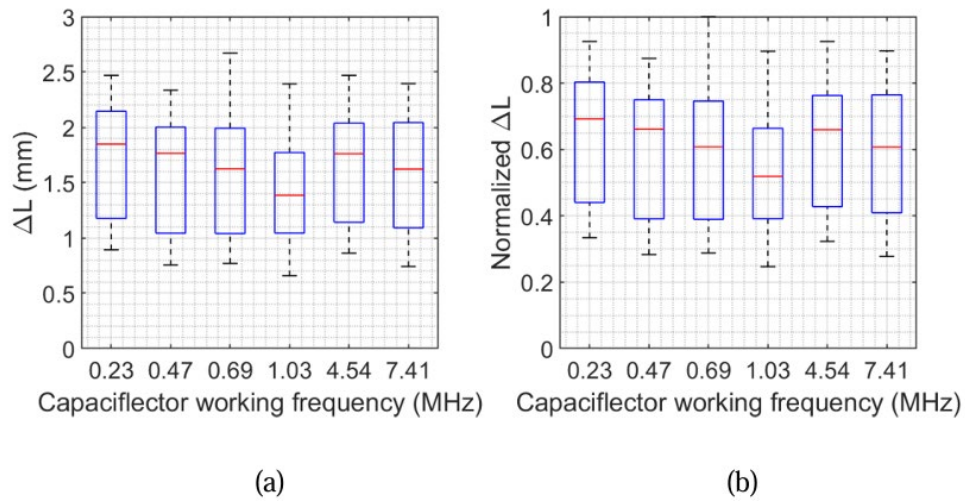 3
2.5
2
1.5
1
0.5
0
ΔL (mm)
0.23 0.47 0.69 1.03 4.54 7.41
Capaciflector working frequency (MHz)
(a)
1
0.8
0.6
0.4
0.2
0
Normalized ΔL
0.23 0.47 0.69 1.03 4.54 7.41
Capaciflector working frequency (MHz)
(b)